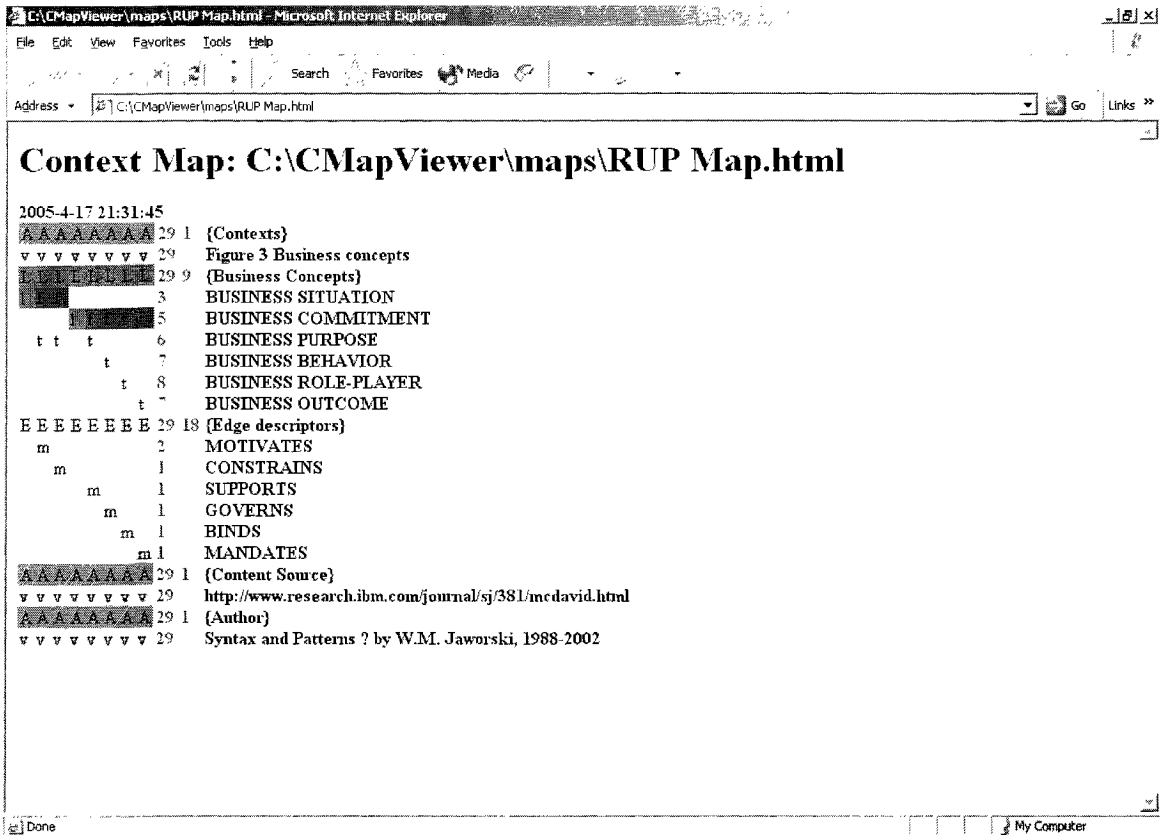 C:\CMapViewer\maps\RUP Map.html - Microsoft Internet Explorer
File Edit View Favorites Tools Help
Search Favorites Media
Address C:\CMapViewer\maps\RUP Map.html Go Links »
Context Map: C:\CMapViewer\maps\RUP Map.html
2005-4-17 21:31:45
A A A A A A A A 29 1 {Contexts}
v v v v v v v v 29 Figure 3 Business concepts
29 9 {Business Concepts}
3 BUSINESS SITUATION
5 BUSINESS COMMITMENT
t t t 6 BUSINESS PURPOSE
t 7 BUSINESS BEHAVIOR
t 8 BUSINESS ROLE-PLAYER
t 7 BUSINESS OUTCOME
E E E E E E E E 29 18 {Edge descriptors}
m 2 MOTIVATES
m 1 CONSTRAINS
m 1 SUPPORTS
m 1 GOVERNS
m 1 BINDS
m 1 MANDATES
A A A A A A A A 29 1 {Content Source}
v v v v v v v v 29 http://www.research.ibm.com/journal/sj/381/mcdavid.html
A A A A A A A A 29 1 {Author}
v v v v v v v v 29 Syntax and Patterns ? by W.M. Jaworski, 1988-2002
Done My Computer